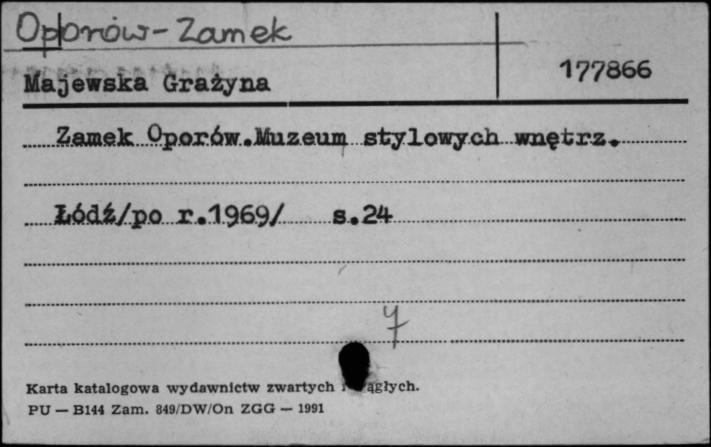 Oporów - Zamek
Majewska Grażyna 177866
Zamek Oporów.Muzeum stylowych wnętrz.
Łódź/po r.1969/ s.24
Karta katalogowa wydawnictw zwartych
PU — B144 Zam. 849/DW/On ZGG — 1991